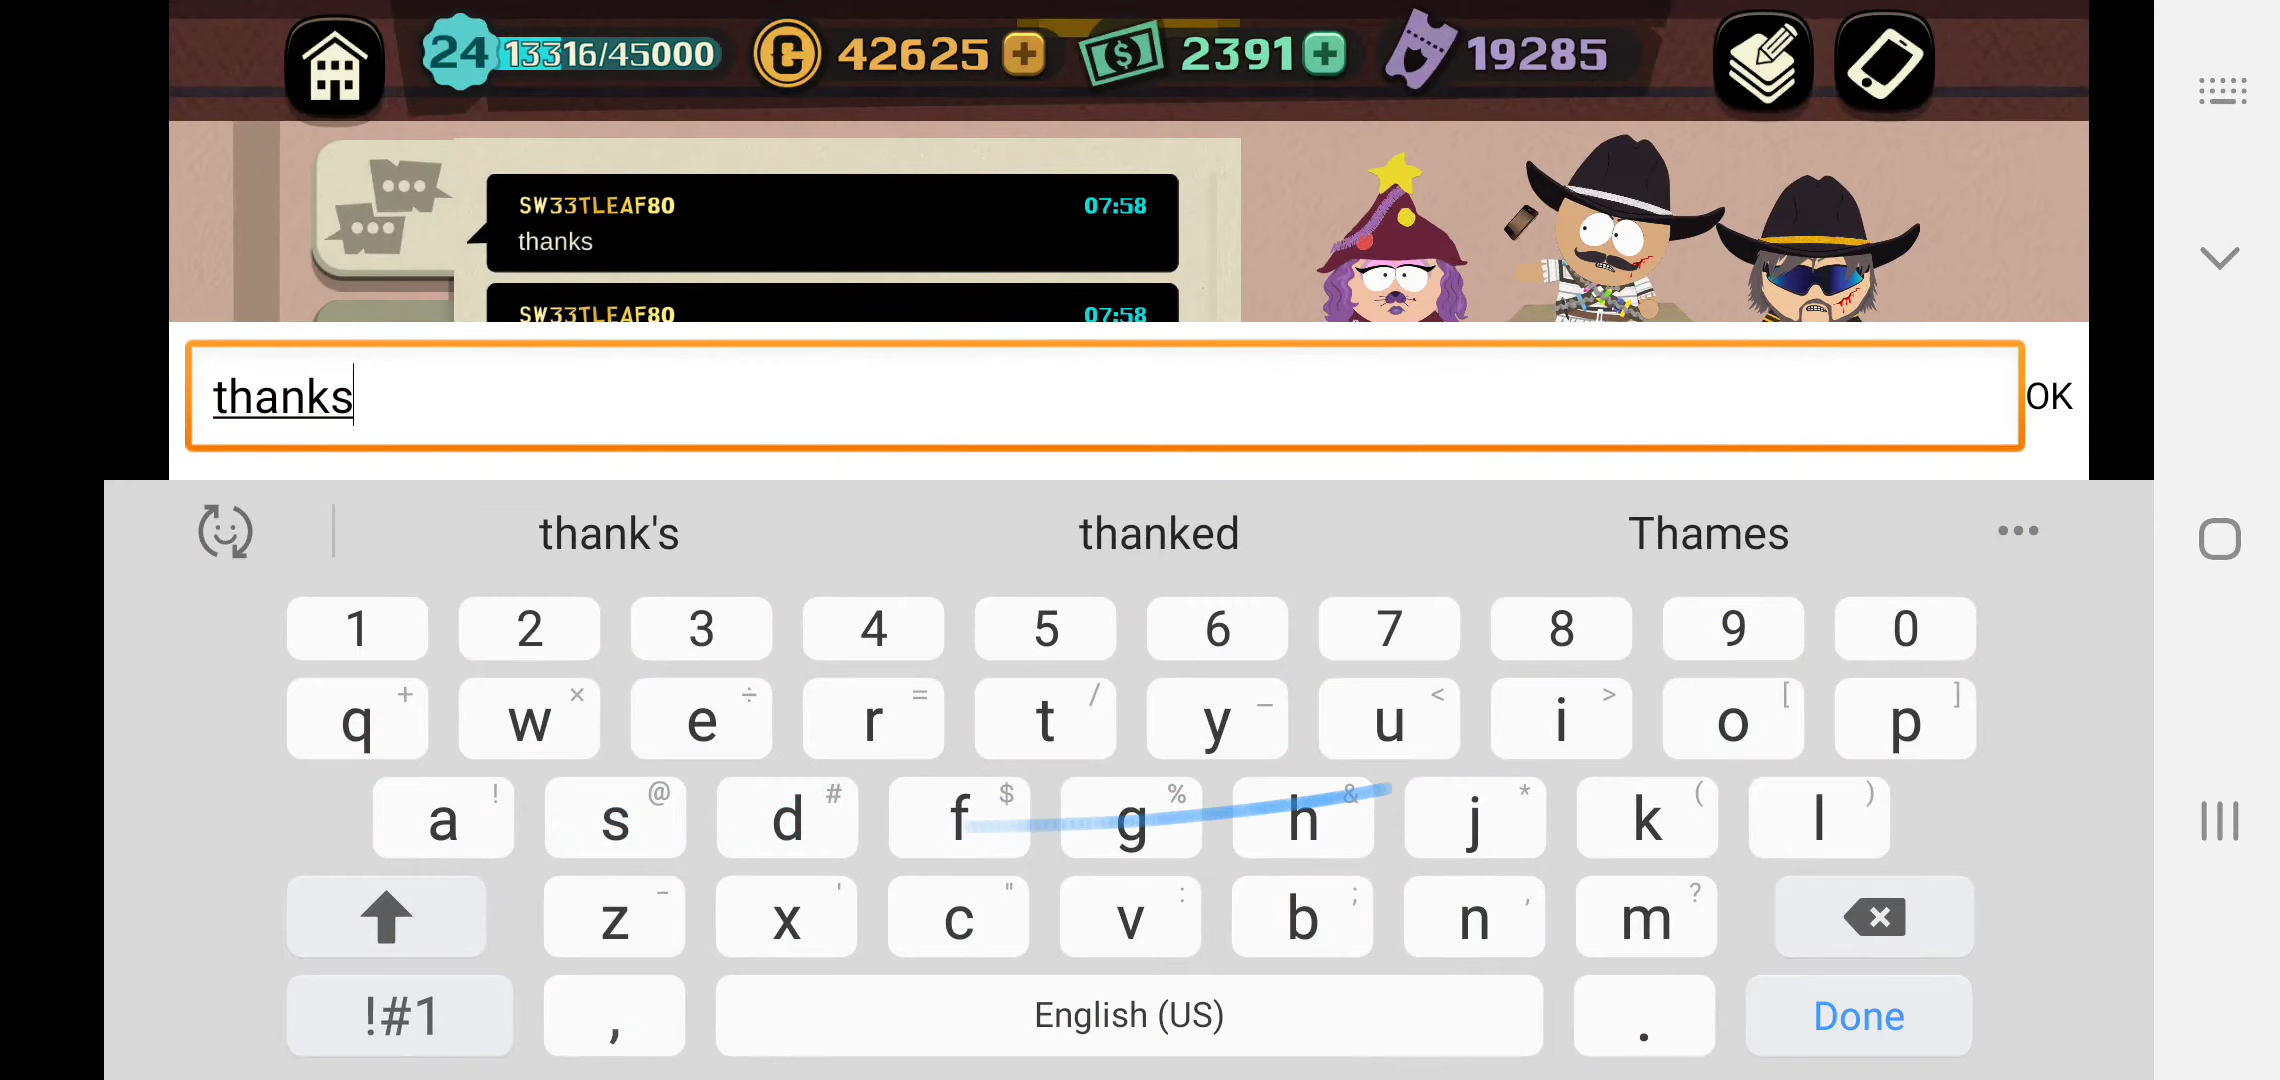 24 13316/45000 C 42625 + $ 2391 + 19285
SW33TLEAF80 07:58
thanks
SW33TLEAF80 07:58
thanks OK
thank's thanked Thames
1 2 3 4 5 6 7 8 9 0
q + w × e ÷ r = t / y _ u < i > o [ p ]
a ! s @ d # f $ g % h & j * k ( l )
z - x ' c " v : b ; n , m ?
!#1 , English (US) . Done